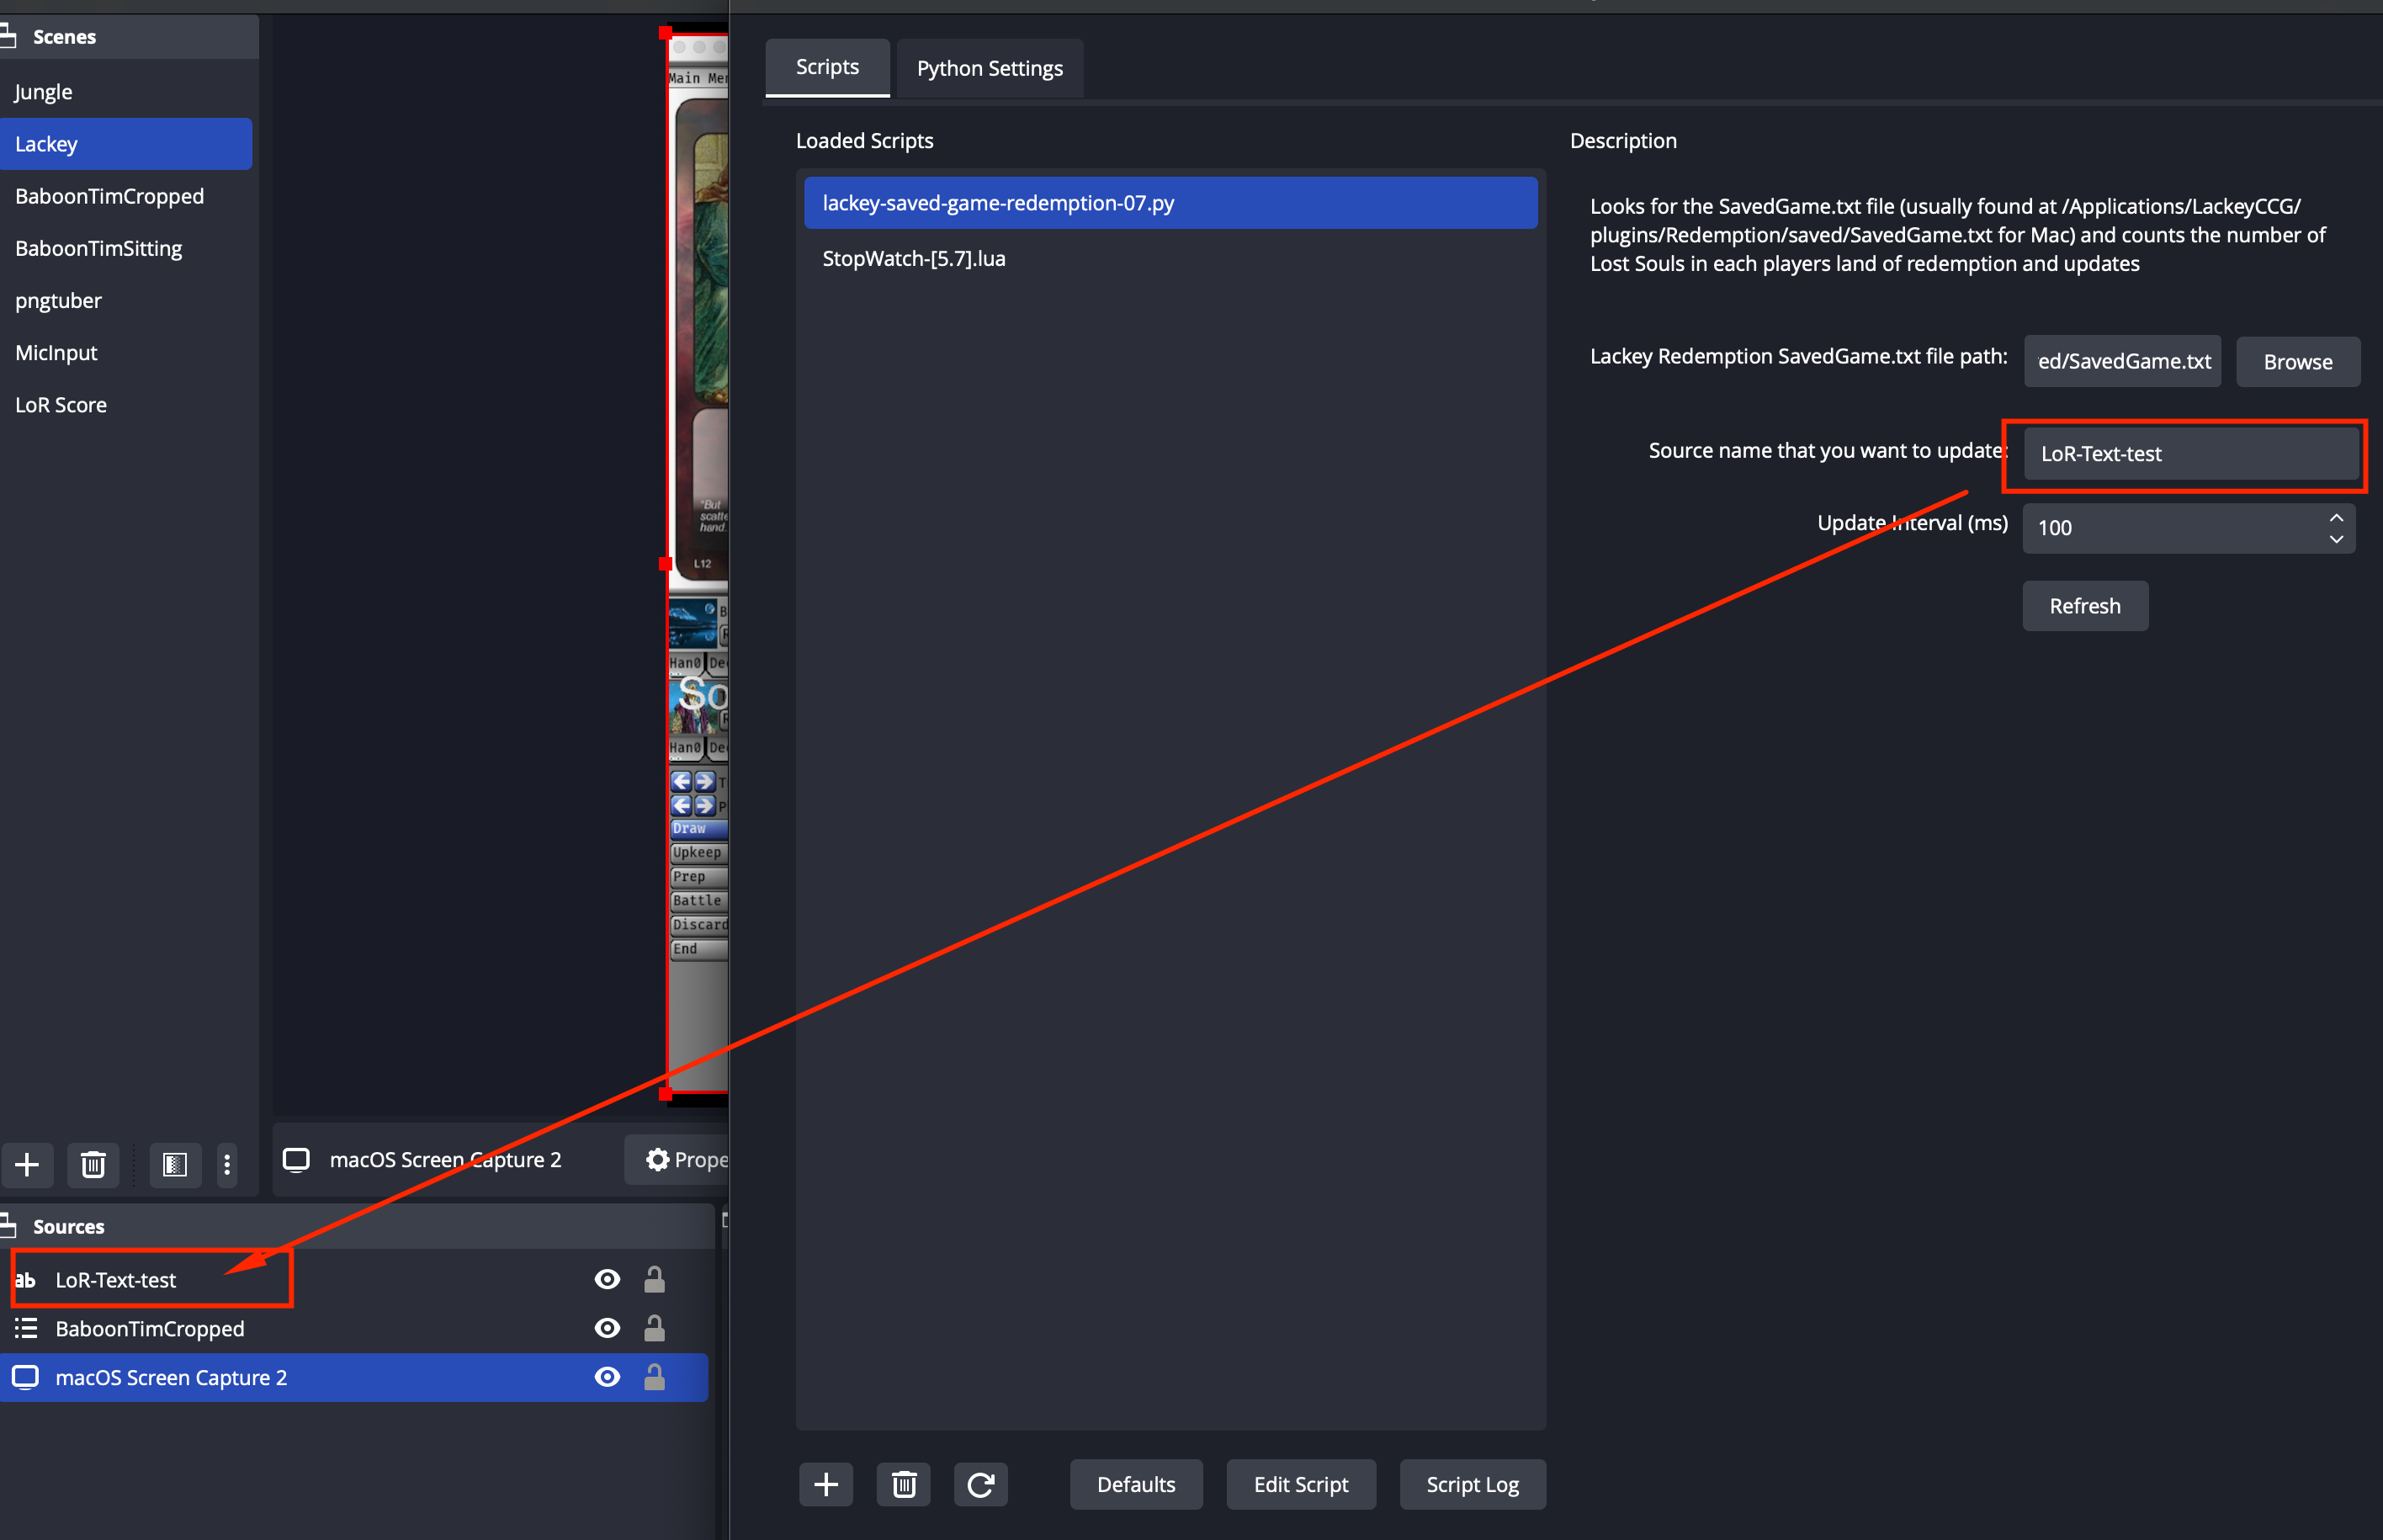 Scenes
Jungle
Lackey
BaboonTimCropped
BaboonTimSitting
pngtuber
MicInput
LoR Score
Main Men
"But
scatte
hand.
L12
B
Han0 Dec
So
Han0 Dec
T
P
Draw
Upkeep
Prep
Battle
Discard
End
macOS Screen Capture 2
Prope
Sources
LoR-Text-test
BaboonTimCropped
macOS Screen Capture 2
Scripts
Python Settings
Loaded Scripts
lackey-saved-game-redemption-07.py
StopWatch-[5.7].lua
Description
Looks for the SavedGame.txt file (usually found at /Applications/LackeyCCG/
plugins/Redemption/saved/SavedGame.txt for Mac) and counts the number of
Lost Souls in each players land of redemption and updates
Lackey Redemption SavedGame.txt file path: ed/SavedGame.txt Browse
Source name that you want to update: LoR-Text-test
Update Interval (ms) 100
Refresh
Defaults
Edit Script
Script Log